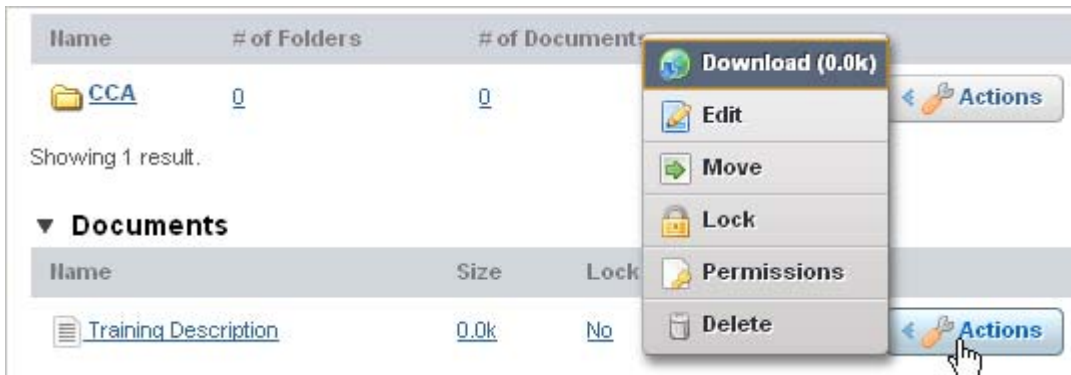 Name # of Folders # of Documents
CCA 0 0 Actions
Showing 1 result.
Documents
Name Size Lock
Training Description 0.0k No Actions
Download (0.0k)
Edit
Move
Lock
Permissions
Delete